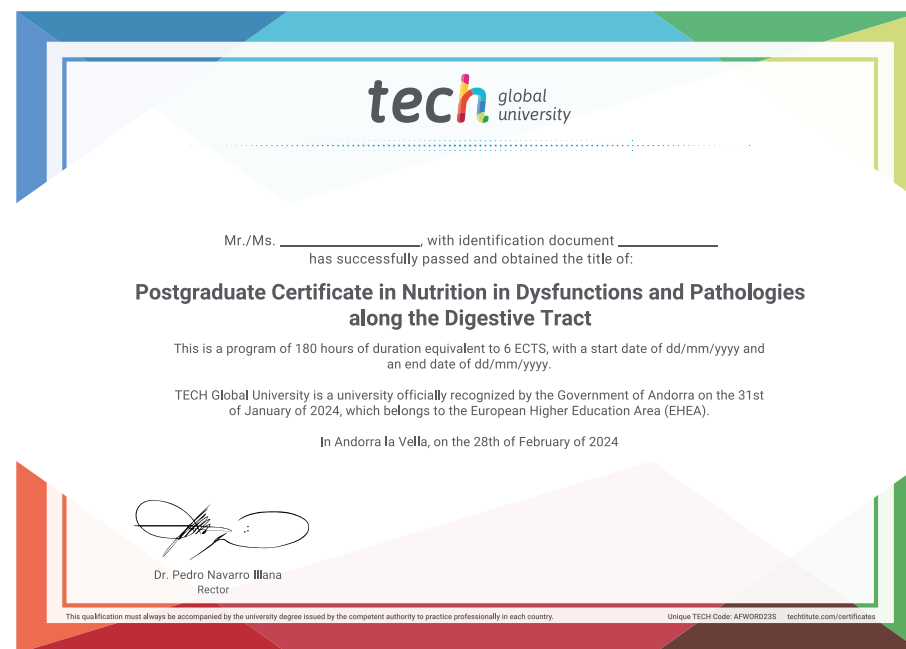 tech global
university
Mr./Ms. ____________________, with identification document ______________
has successfully passed and obtained the title of:
Postgraduate Certificate in Nutrition in Dysfunctions and Pathologies
along the Digestive Tract
This is a program of 180 hours of duration equivalent to 6 ECTS, with a start date of dd/mm/yyyy and
an end date of dd/mm/yyyy.
TECH Global University is a university officially recognized by the Government of Andorra on the 31st
of January of 2024, which belongs to the European Higher Education Area (EHEA).
In Andorra la Vella, on the 28th of February of 2024
Dr. Pedro Navarro Illana
Rector
This qualification must always be accompanied by the university degree issued by the competent authority to practice professionally in each country.
Unique TECH Code: AFWORD23S techtitute.com/certificates